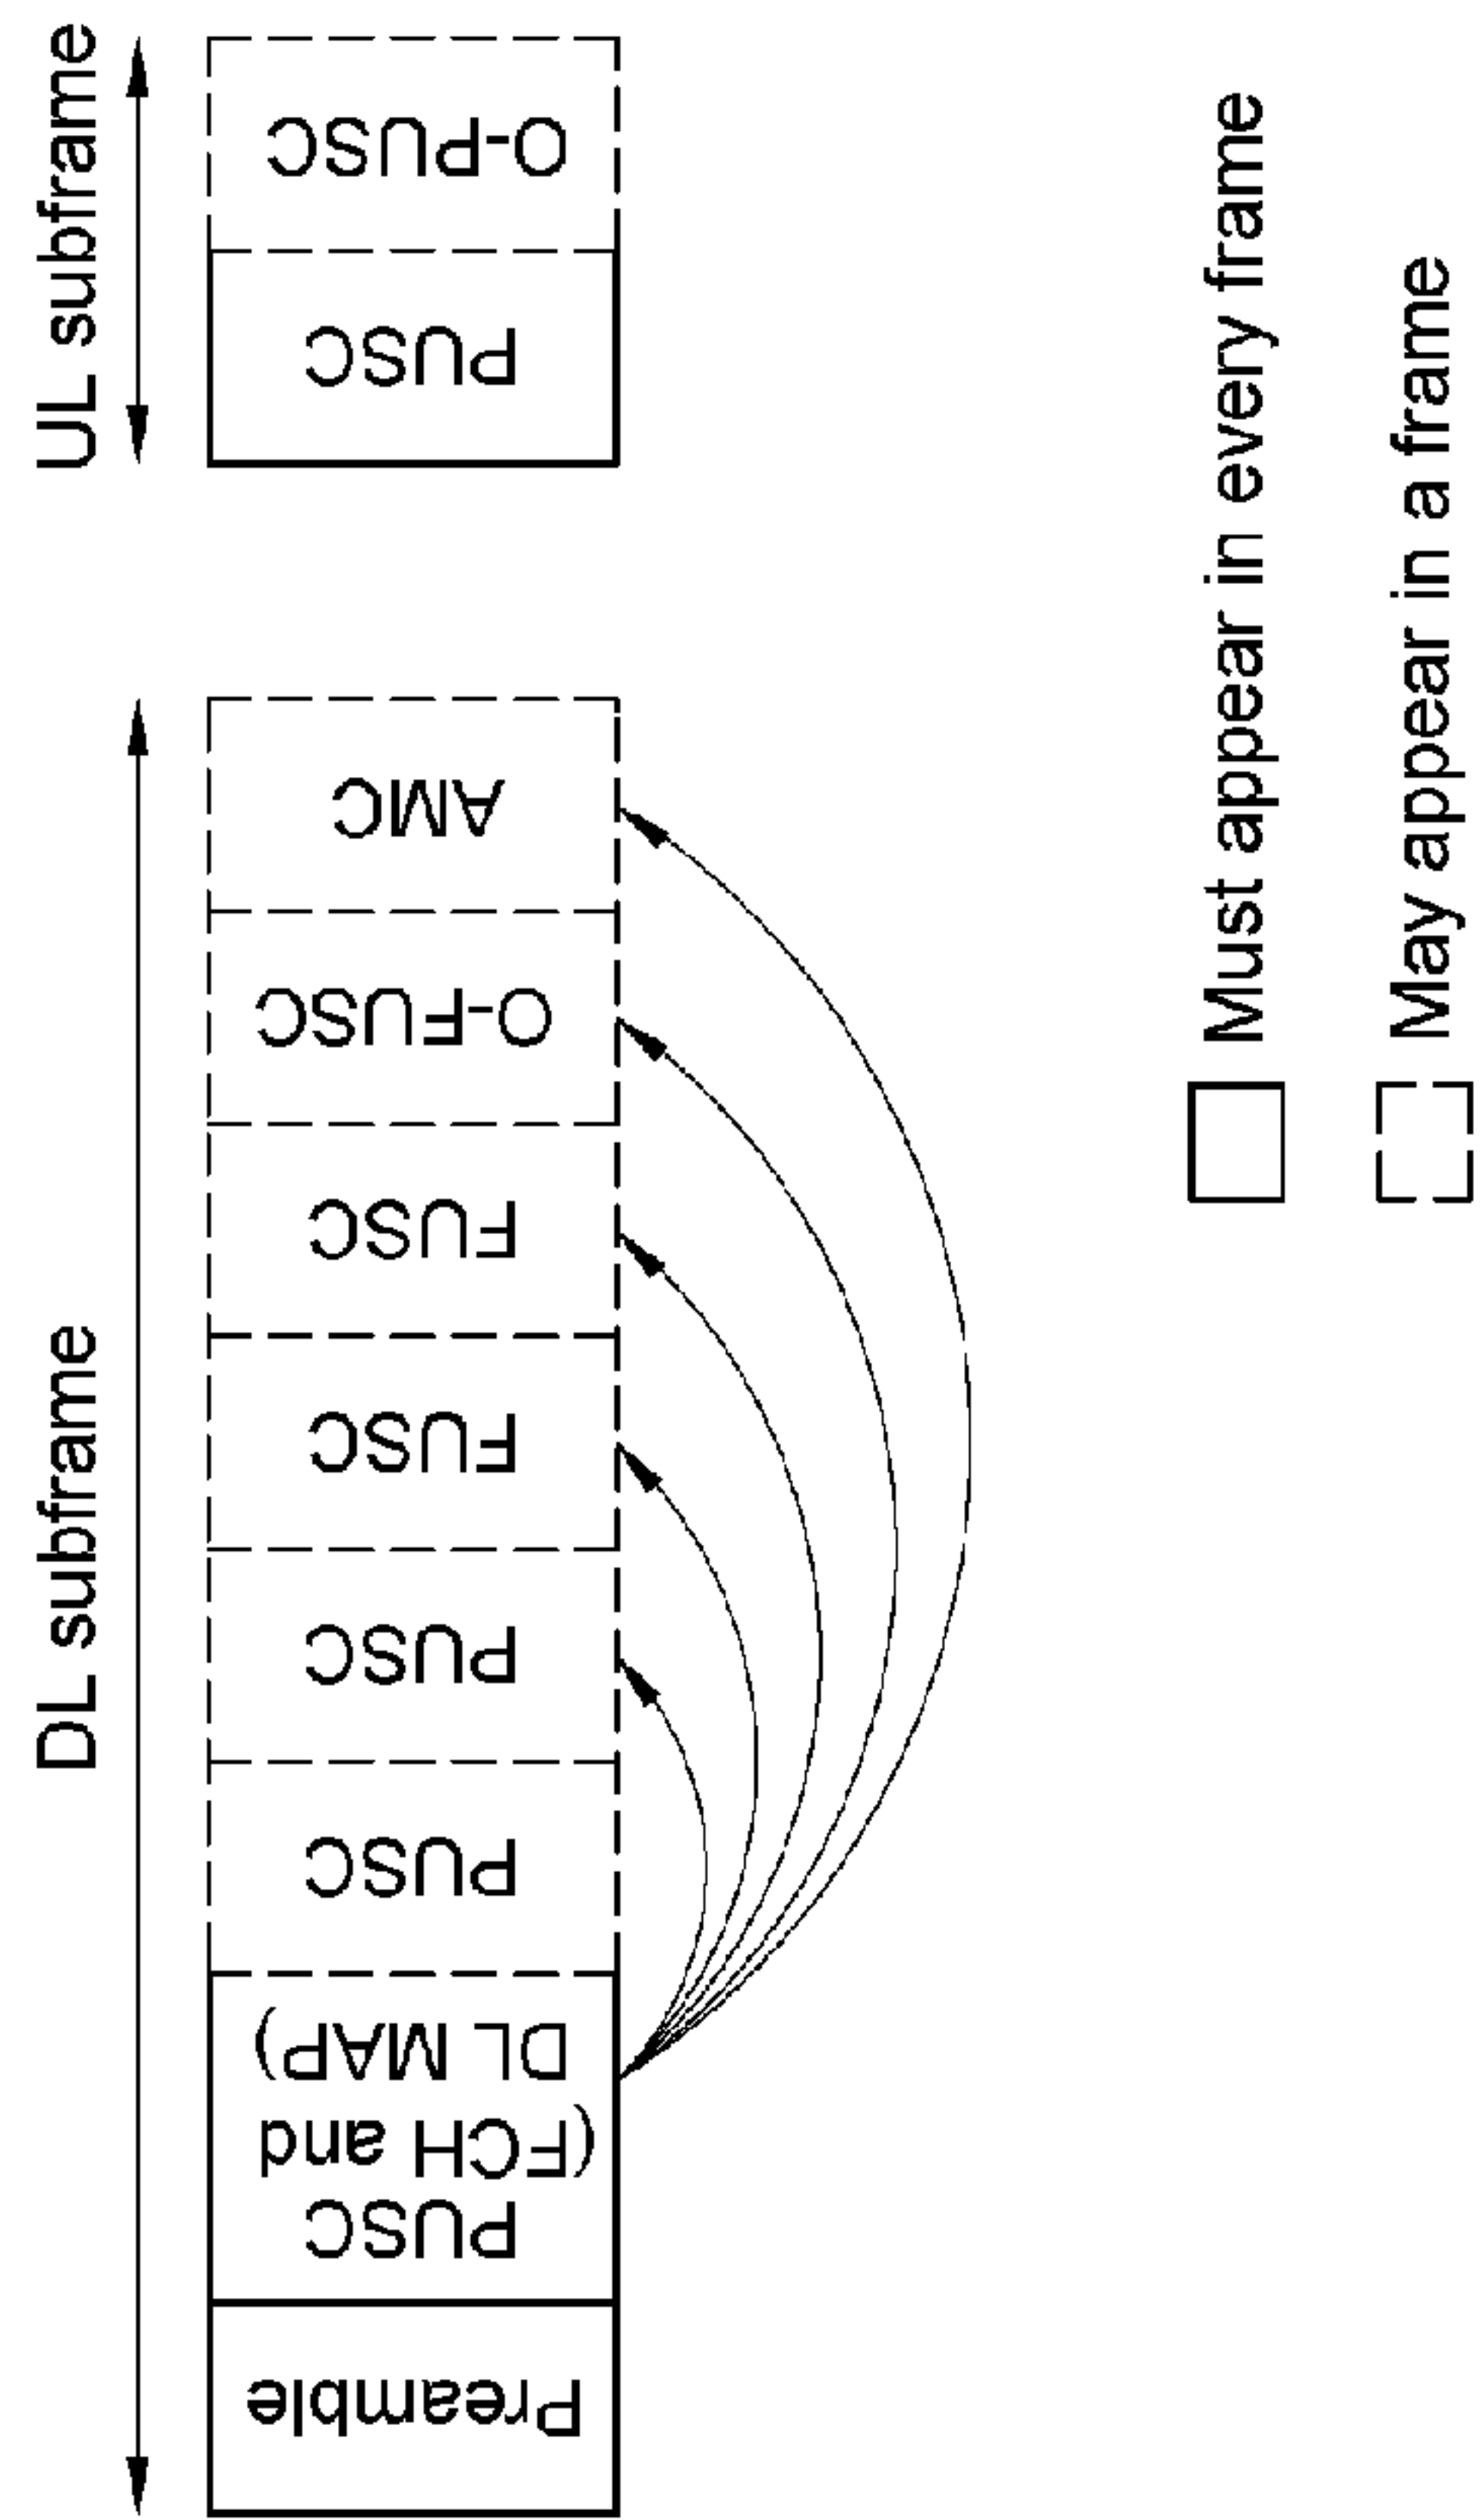 DL subframe
UL subframe
Preamble
PUSC
(FCH and
DL MAP)
PUSC
PUSC
FUSC
FUSC
O-FUSC
AMC
PUSC
O-PUSC
Must appear in every frame
May appear in a frame